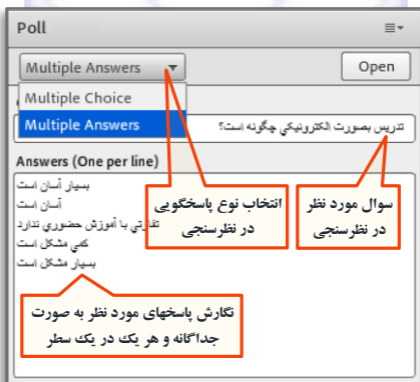 Poll
Multiple Answers
Open
Multiple Choice
Multiple Answers
تدریس بصورت الکترونیکی چگونه است؟
Answers (One per line)
بسیار آسان است
آسان است
تفاوتی با آموزش حضوری ندارد
کمی مشکل است
بسیار مشکل است
انتخاب نوع پاسخگویی
در نظرسنجی
سوال مورد نظر
در نظرسنجی
نگارش پاسخهای مورد نظر به صورت
جداگانه و هر یک در یک سطر